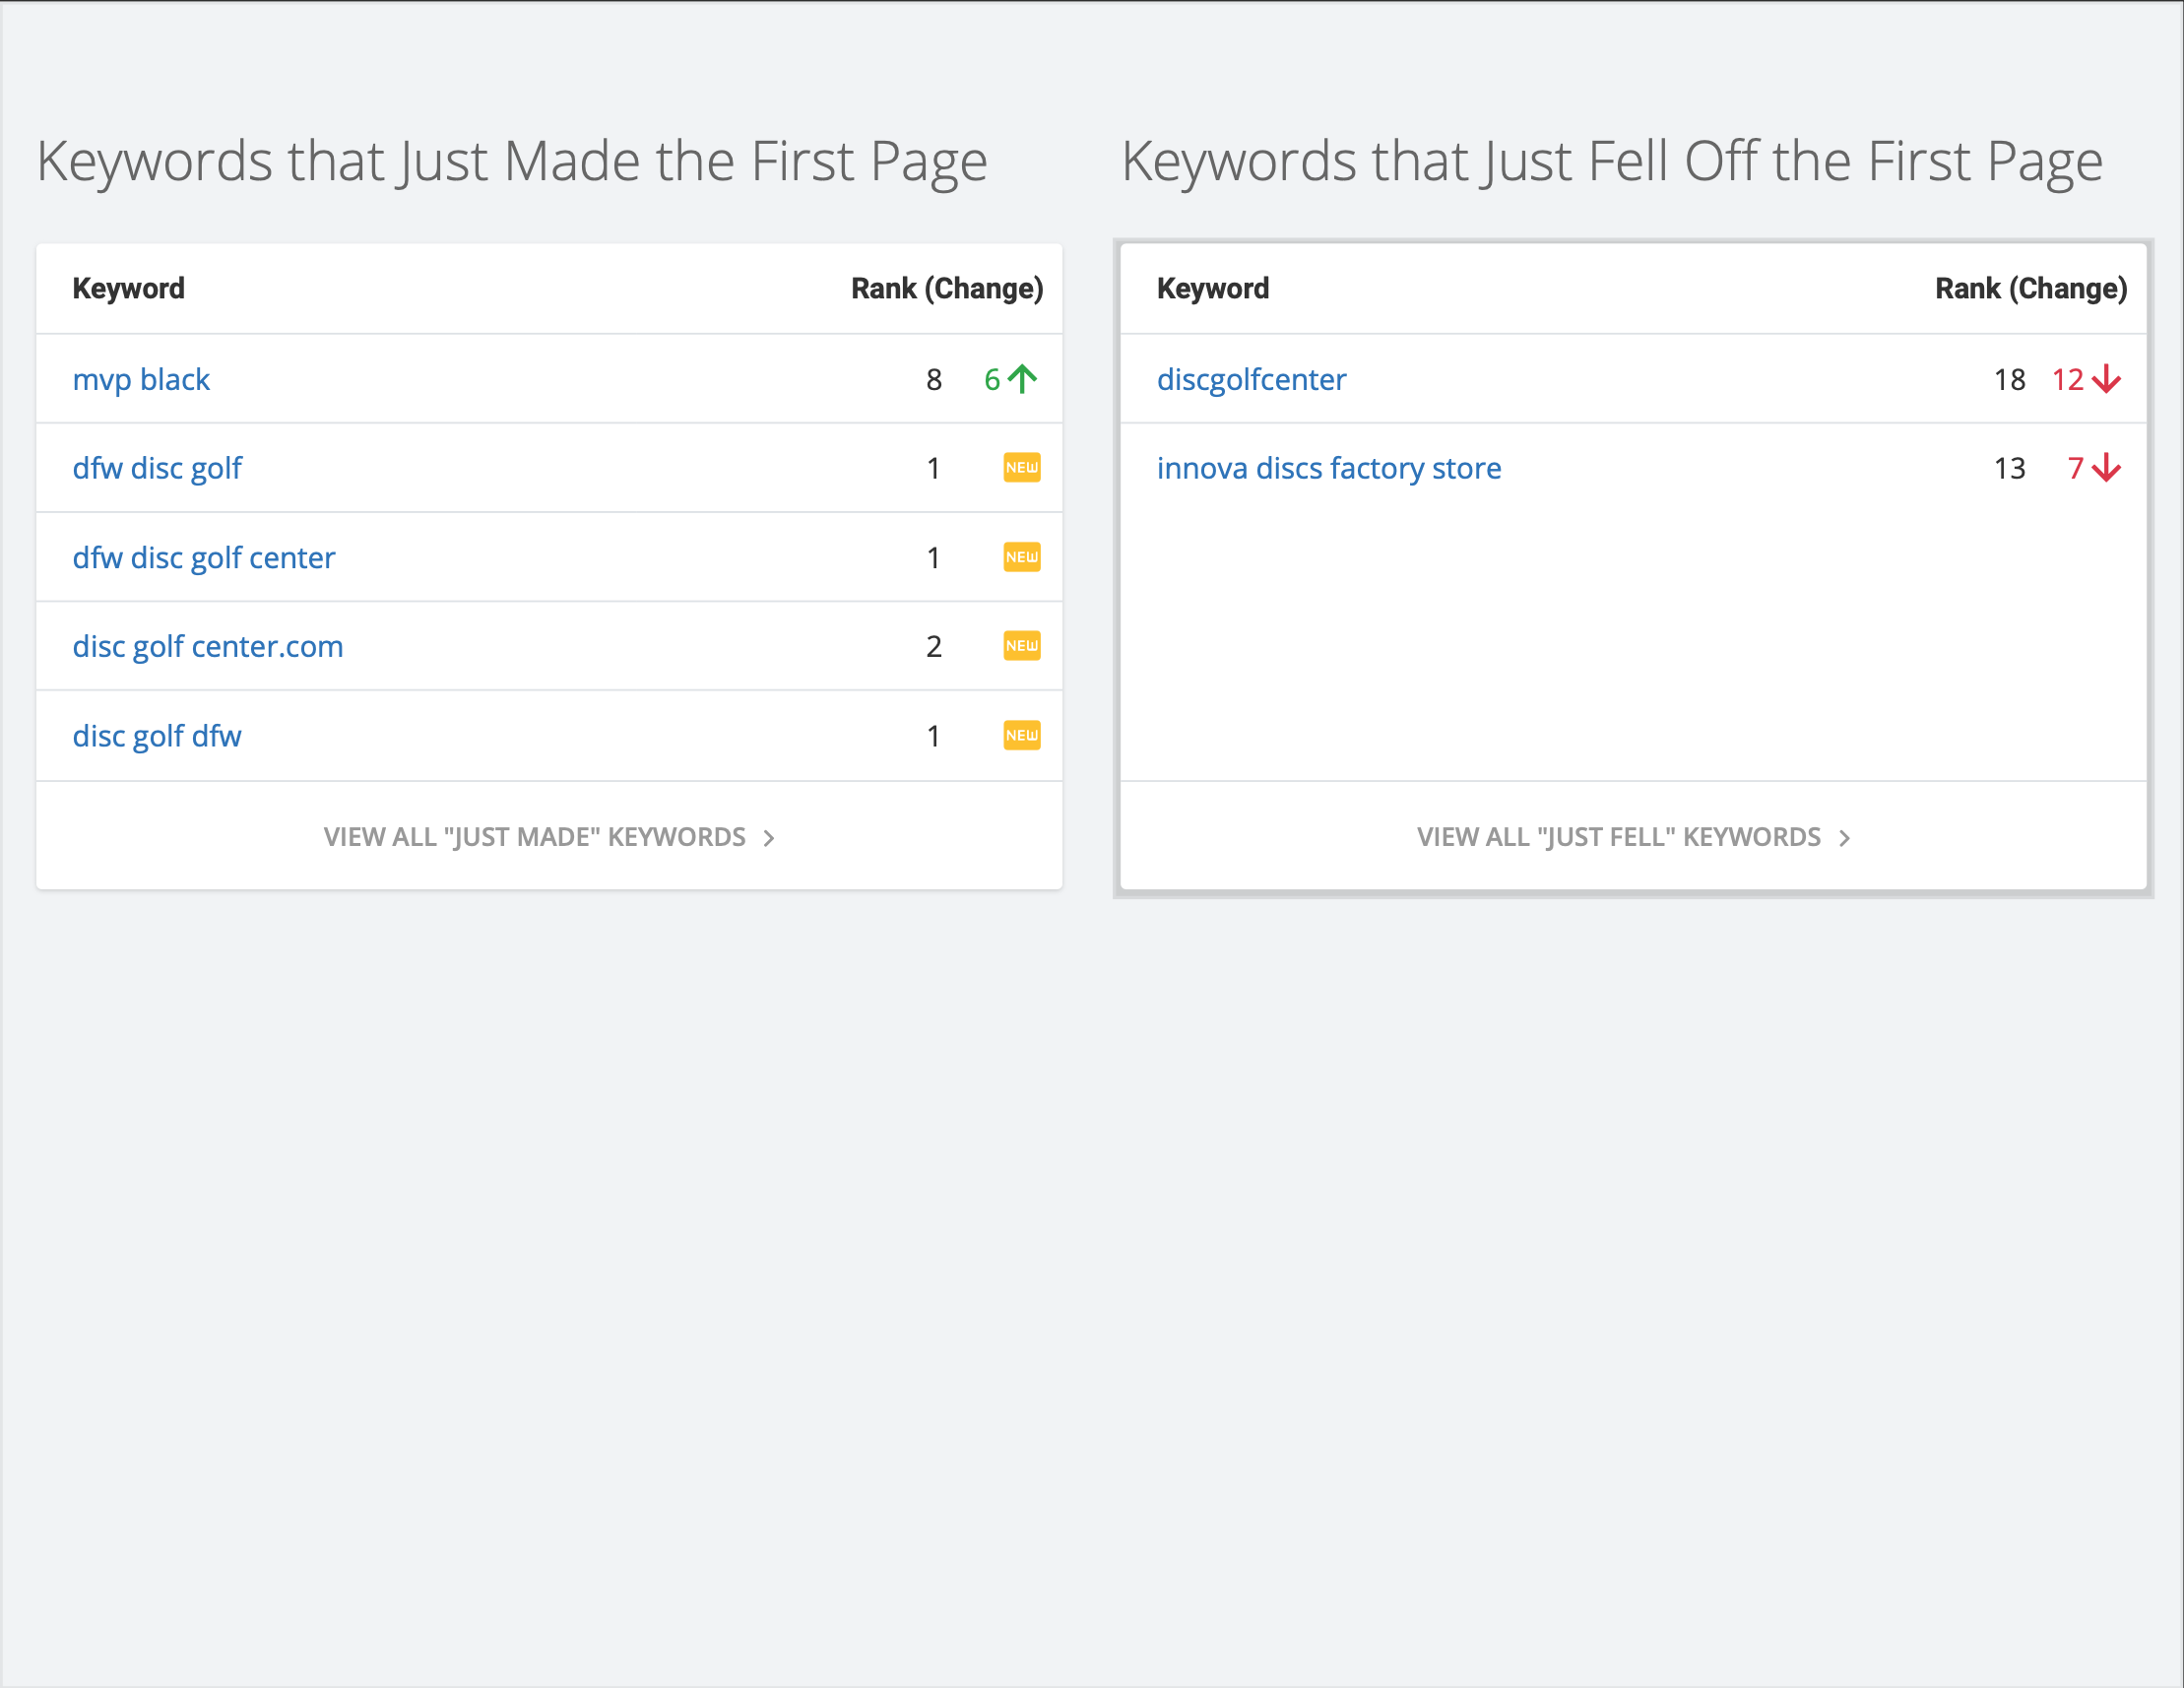 Keywords that Just Made the First Page
Keyword Rank (Change)
mvp black 8 6
dfw disc golf 1 NEW
dfw disc golf center 1 NEW
disc golf center.com 2 NEW
disc golf dfw 1 NEW
VIEW ALL "JUST MADE" KEYWORDS
Keywords that Just Fell Off the First Page
Keyword Rank (Change)
discgolfcenter 18 12
innova discs factory store 13 7
VIEW ALL "JUST FELL" KEYWORDS